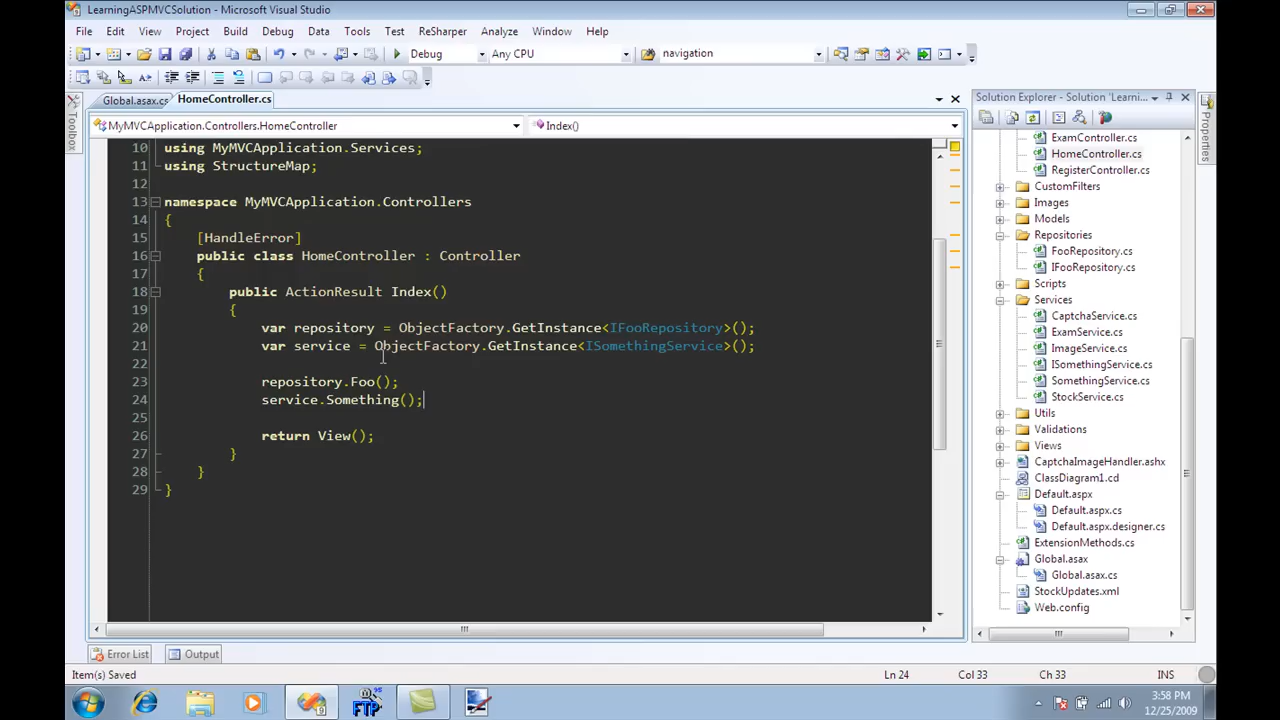 LearningASPMVCSolution - Microsoft Visual Studio
File Edit View Project Build Debug Data Tools Test ReSharper Analyze Window Help
Debug Any CPU navigation
Global.asax.cs HomeController.cs
MyMVCApplication.Controllers.HomeController Index()
10 using MyMVCApplication.Services;
11 using StructureMap;
12
13 namespace MyMVCApplication.Controllers
14 {
15 [HandleError]
16 public class HomeController : Controller
17 {
18 public ActionResult Index()
19 {
20 var repository = ObjectFactory.GetInstance<IFooRepository>();
21 var service = ObjectFactory.GetInstance<ISomethingService>();
22
23 repository.Foo();
24 service.Something();
25
26 return View();
27 }
28 }
29 }
Toolbox
Solution Explorer - Solution 'Learni...
ExamController.cs
HomeController.cs
RegisterController.cs
CustomFilters
Images
Models
Repositories
FooRepository.cs
IFooRepository.cs
Scripts
Services
CaptchaService.cs
ExamService.cs
ImageService.cs
ISomethingService.cs
SomethingService.cs
StockService.cs
Utils
Validations
Views
CaptchaImageHandler.ashx
ClassDiagram1.cd
Default.aspx
Default.aspx.cs
Default.aspx.designer.cs
ExtensionMethods.cs
Global.asax
Global.asax.cs
StockUpdates.xml
Web.config
Properties
Error List Output
Item(s) Saved Ln 24 Col 33 Ch 33 INS
FTP
3:58 PM
12/25/2009